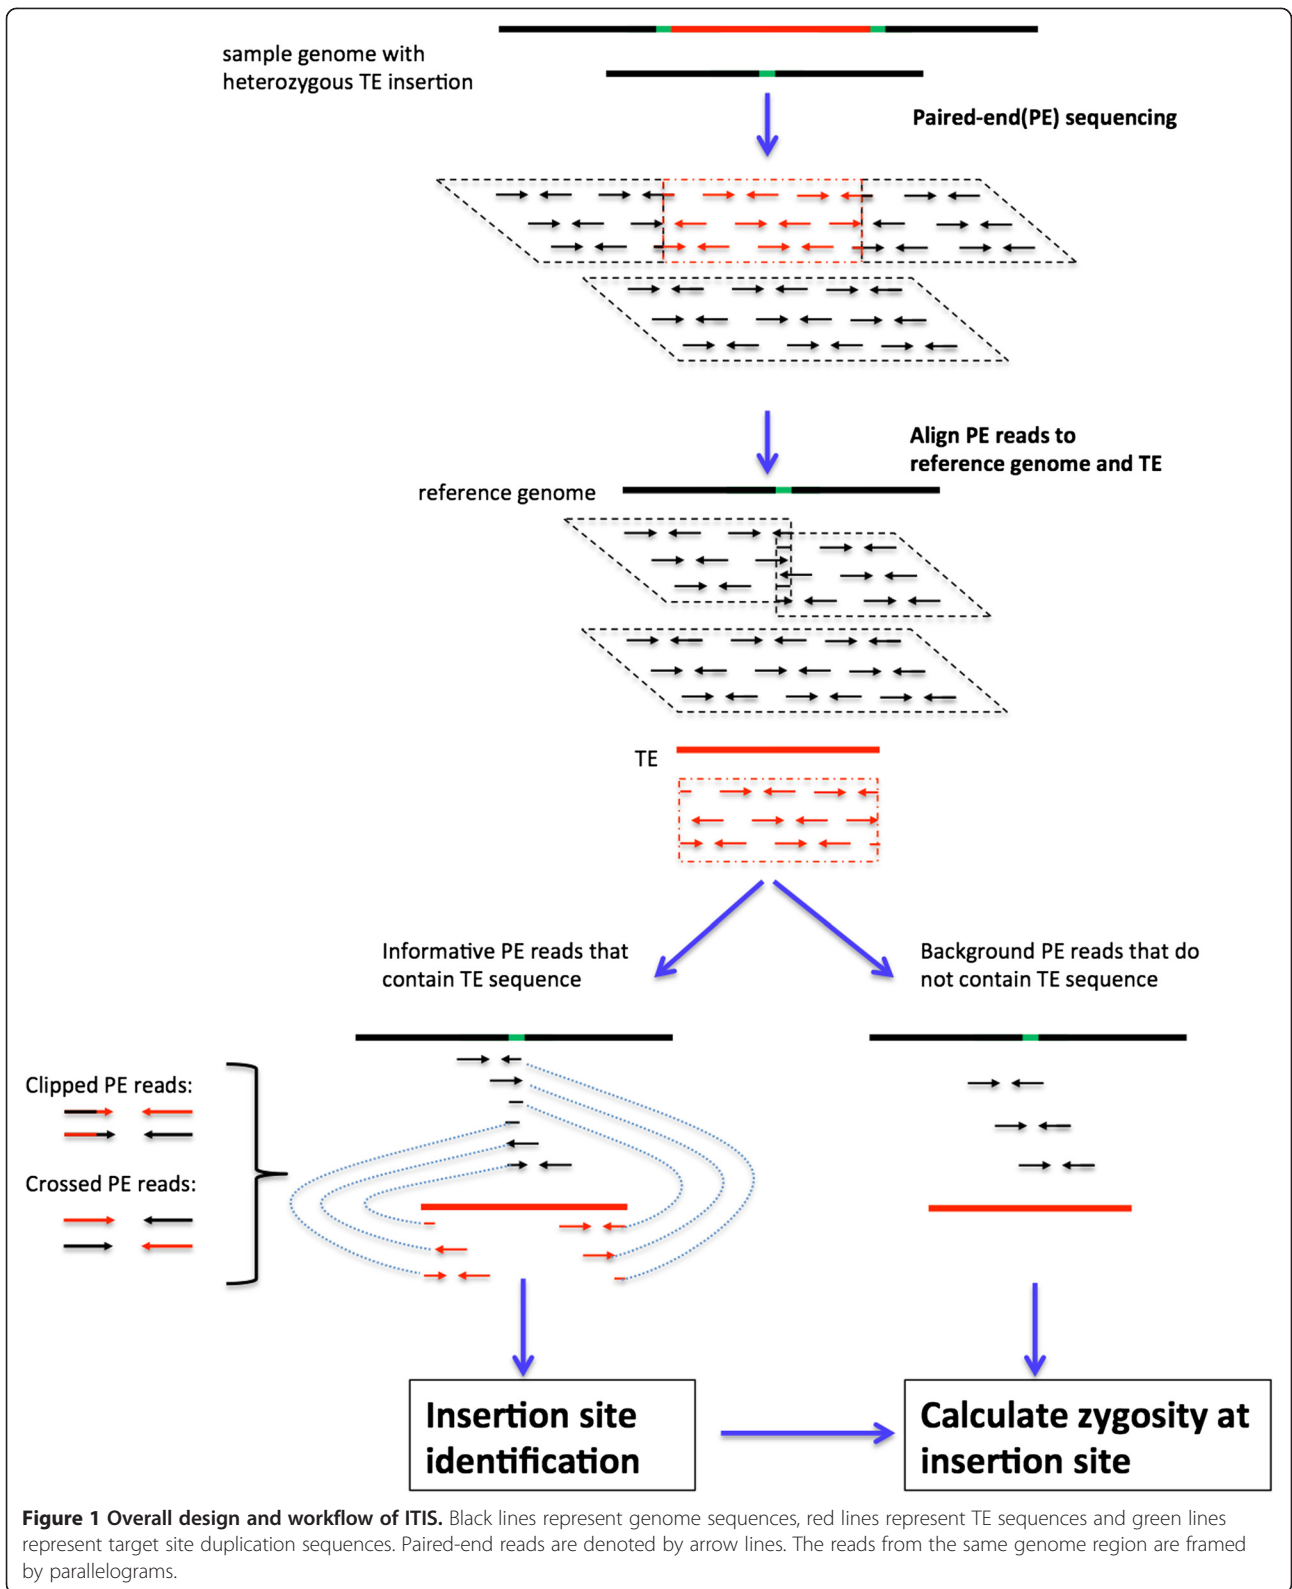 sample genome with
heterozygous TE insertion
Paired-end(PE) sequencing
Align PE reads to
reference genome and TE
reference genome
TE
Informative PE reads that
contain TE sequence
Background PE reads that do
not contain TE sequence
Clipped PE reads:
Crossed PE reads:
Insertion site
identification
Calculate zygosity at
insertion site
Figure 1 Overall design and workflow of ITIS. Black lines represent genome sequences, red lines represent TE sequences and green lines
represent target site duplication sequences. Paired-end reads are denoted by arrow lines. The reads from the same genome region are framed
by parallelograms.